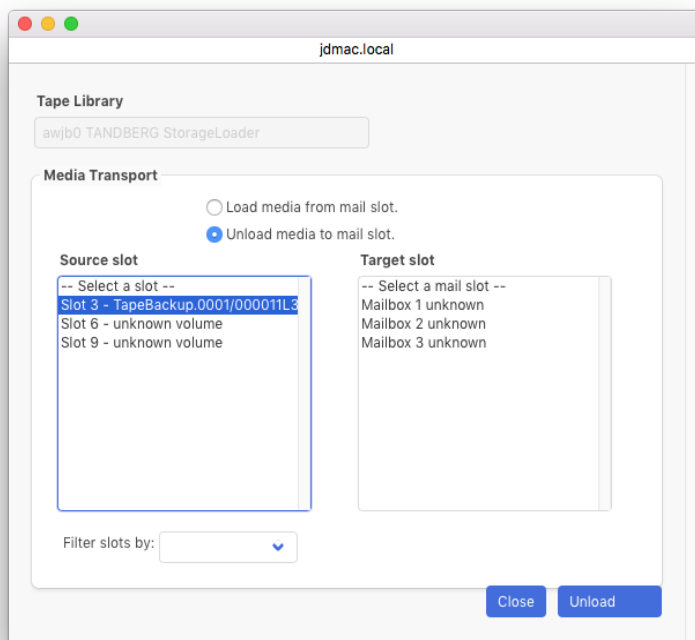 jdmac.local
Tape Library
awjb0 TANDBERG StorageLoader
Media Transport
Load media from mail slot.
Unload media to mail slot.
Source slot
-- Select a slot --
Slot 3 - TapeBackup.0001/000011L3
Slot 6 - unknown volume
Slot 9 - unknown volume
Target slot
-- Select a mail slot --
Mailbox 1 unknown
Mailbox 2 unknown
Mailbox 3 unknown
Filter slots by:
Close
Unload